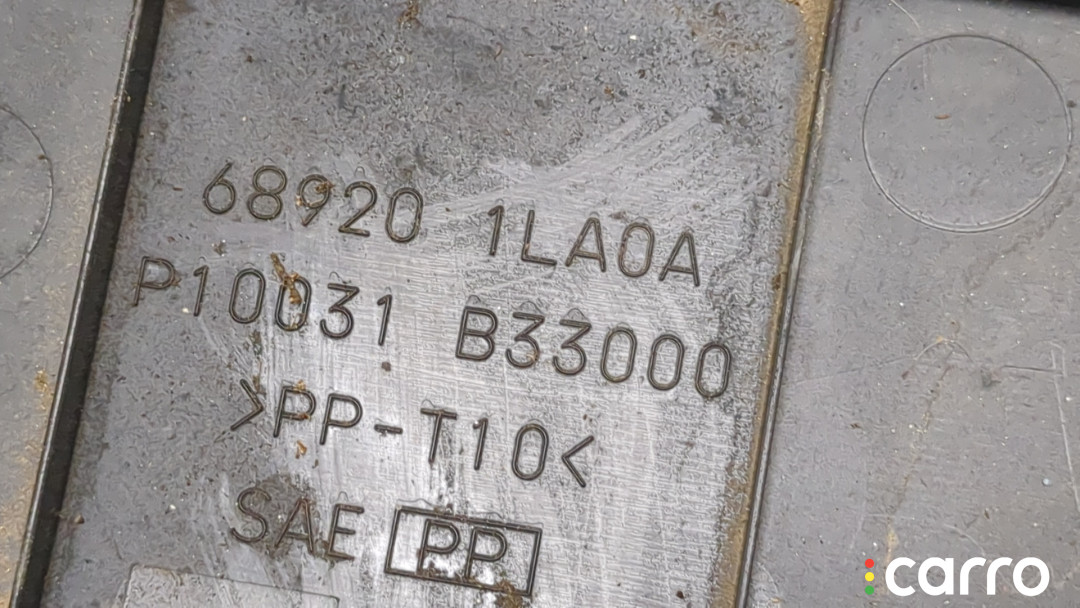 68920 1LA0A
P10031 B33000
>PP-T10<
SAE PP
carro